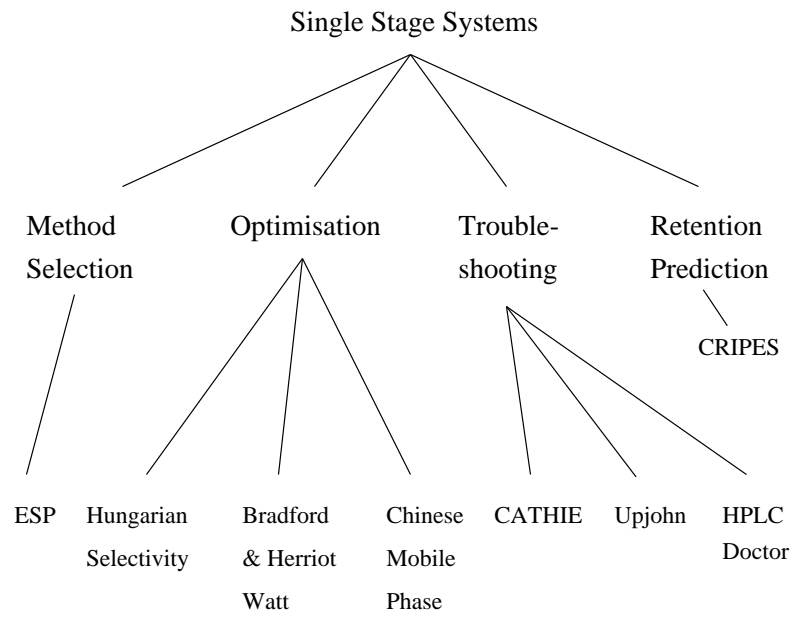 Single Stage Systems
Method
Selection
Optimisation
Trouble-
shooting
Retention
Prediction
CRIPES
ESP
Hungarian
Selectivity
Bradford
& Herriot
Watt
Chinese
Mobile
Phase
CATHIE
Upjohn
HPLC
Doctor